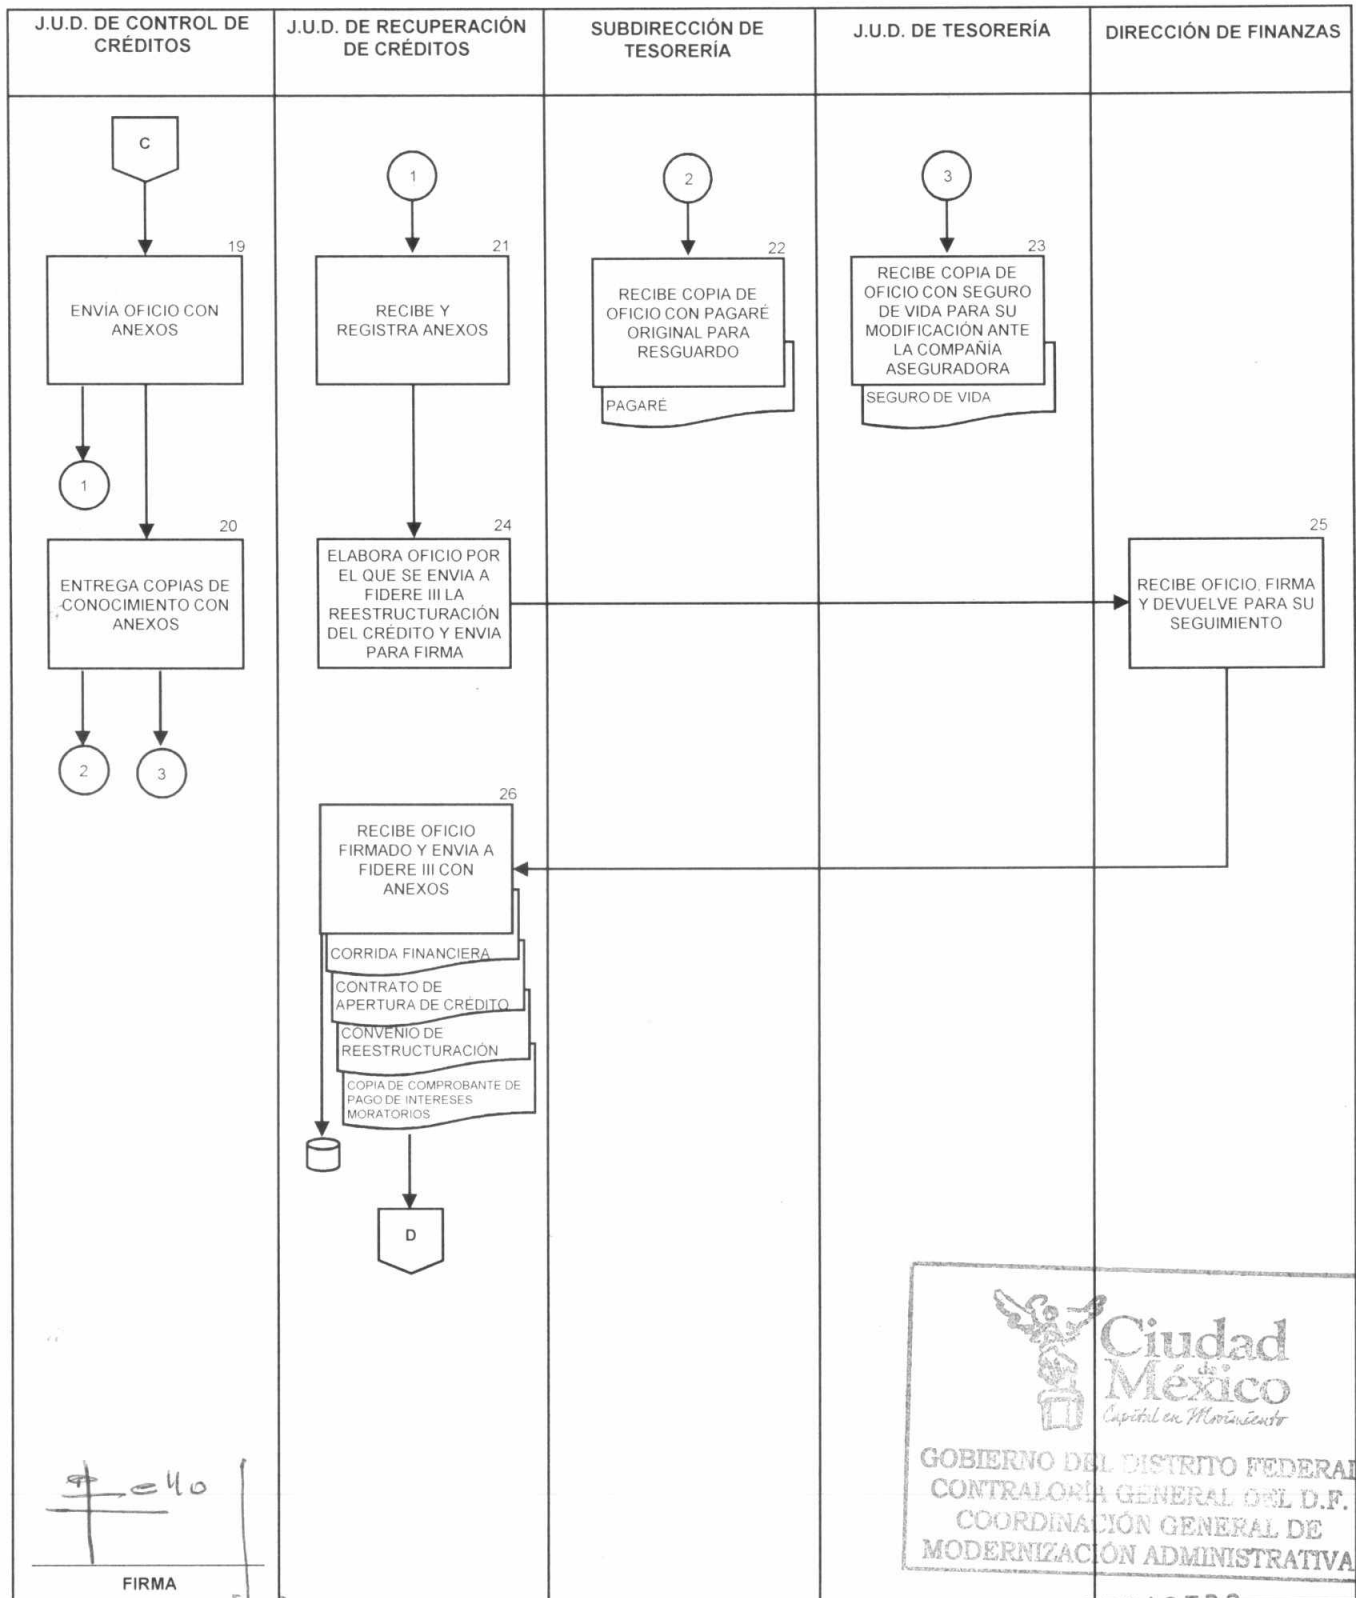 J.U.D. DE CONTROL DE
CRÉDITOS
J.U.D. DE RECUPERACIÓN
DE CRÉDITOS
SUBDIRECCIÓN DE
TESORERÍA
J.U.D. DE TESORERÍA
DIRECCIÓN DE FINANZAS
C
1
2
3
19
ENVÍA OFICIO CON
ANEXOS
21
RECIBE Y
REGISTRA ANEXOS
22
RECIBE COPIA DE
OFICIO CON PAGARÉ
ORIGINAL PARA
RESGUARDO
PAGARÉ
23
RECIBE COPIA DE
OFICIO CON SEGURO
DE VIDA PARA SU
MODIFICACIÓN ANTE
LA COMPAÑÍA
ASEGURADORA
SEGURO DE VIDA
1
20
ENTREGA COPIAS DE
CONOCIMIENTO CON
ANEXOS
24
ELABORA OFICIO POR
EL QUE SE ENVIA A
FIDERE III LA
REESTRUCTURACIÓN
DEL CRÉDITO Y ENVIA
PARA FIRMA
25
RECIBE OFICIO, FIRMA
Y DEVUELVE PARA SU
SEGUIMIENTO
2
3
26
RECIBE OFICIO
FIRMADO Y ENVIA A
FIDERE III CON
ANEXOS
CORRIDA FINANCIERA
CONTRATO DE
APERTURA DE CRÉDITO
CONVENIO DE
REESTRUCTURACIÓN
COPIA DE COMPROBANTE DE
PAGO DE INTERESES
MORATORIOS
D
Ciudad
de
México
Capital en Movimiento
GOBIERNO DEL DISTRITO FEDERAL
CONTRALORÍA GENERAL DEL D.F.
COORDINACIÓN GENERAL DE
MODERNIZACIÓN ADMINISTRATIVA
FIRMA